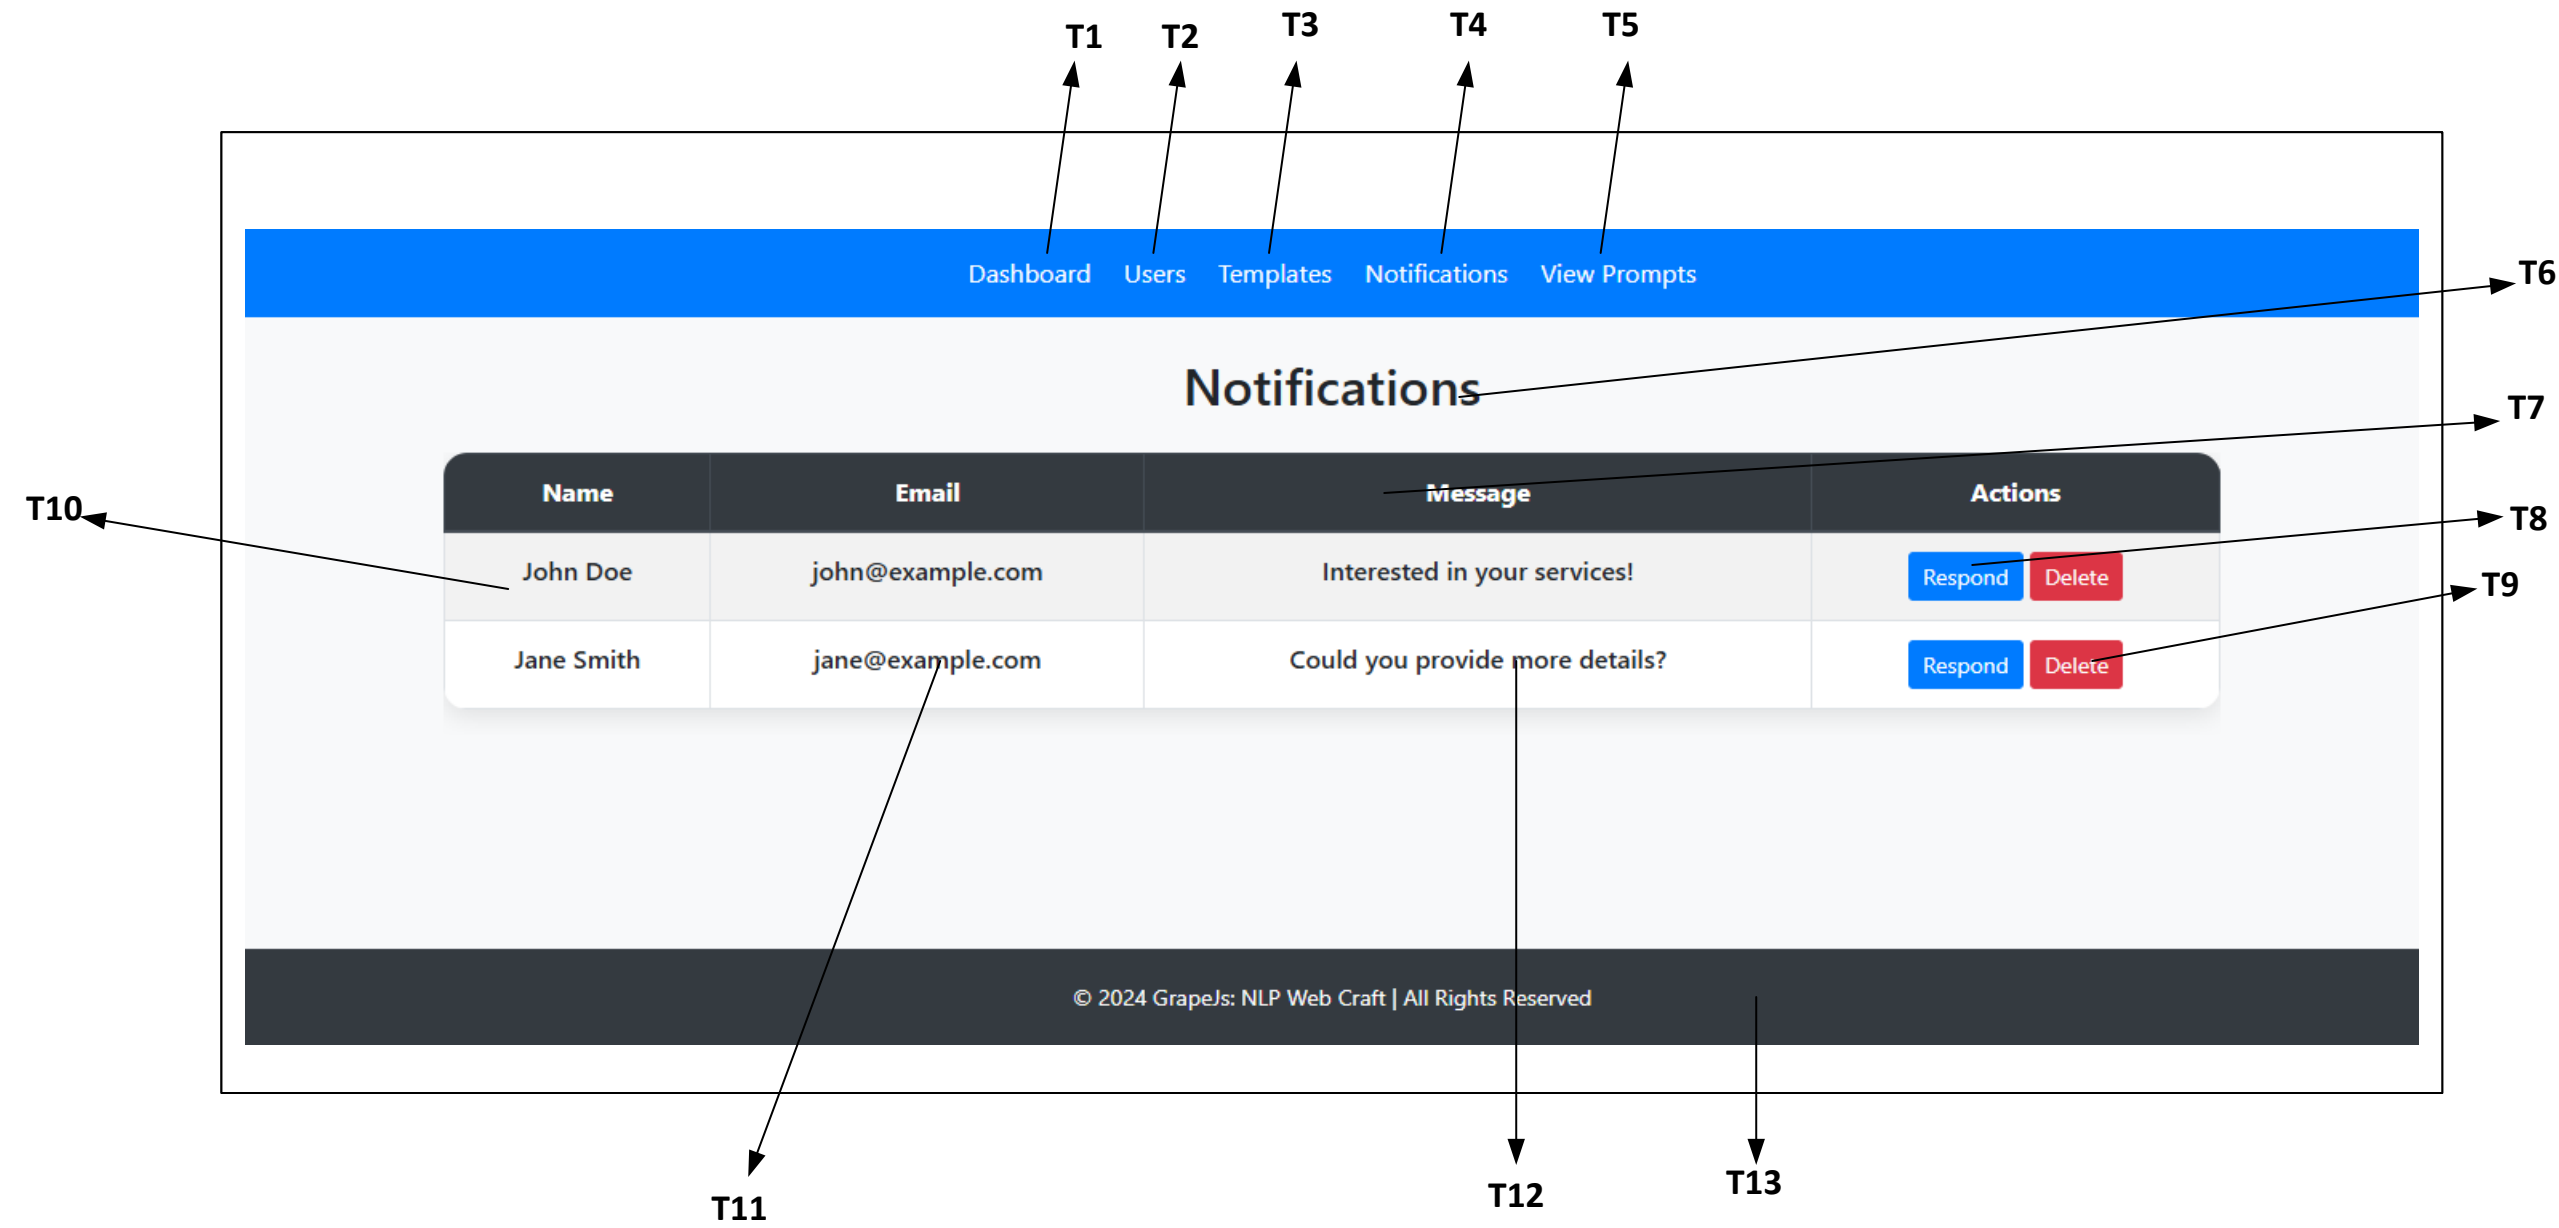 T1 T2 T3 T4 T5
Dashboard Users Templates Notifications View Prompts
T6
Notifications
T7
Name Email Message Actions
T10
T8
John Doe john@example.com Interested in your services! Respond Delete
T9
Jane Smith jane@example.com Could you provide more details? Respond Delete
© 2024 GrapeJs: NLP Web Craft | All Rights Reserved
T11 T12 T13